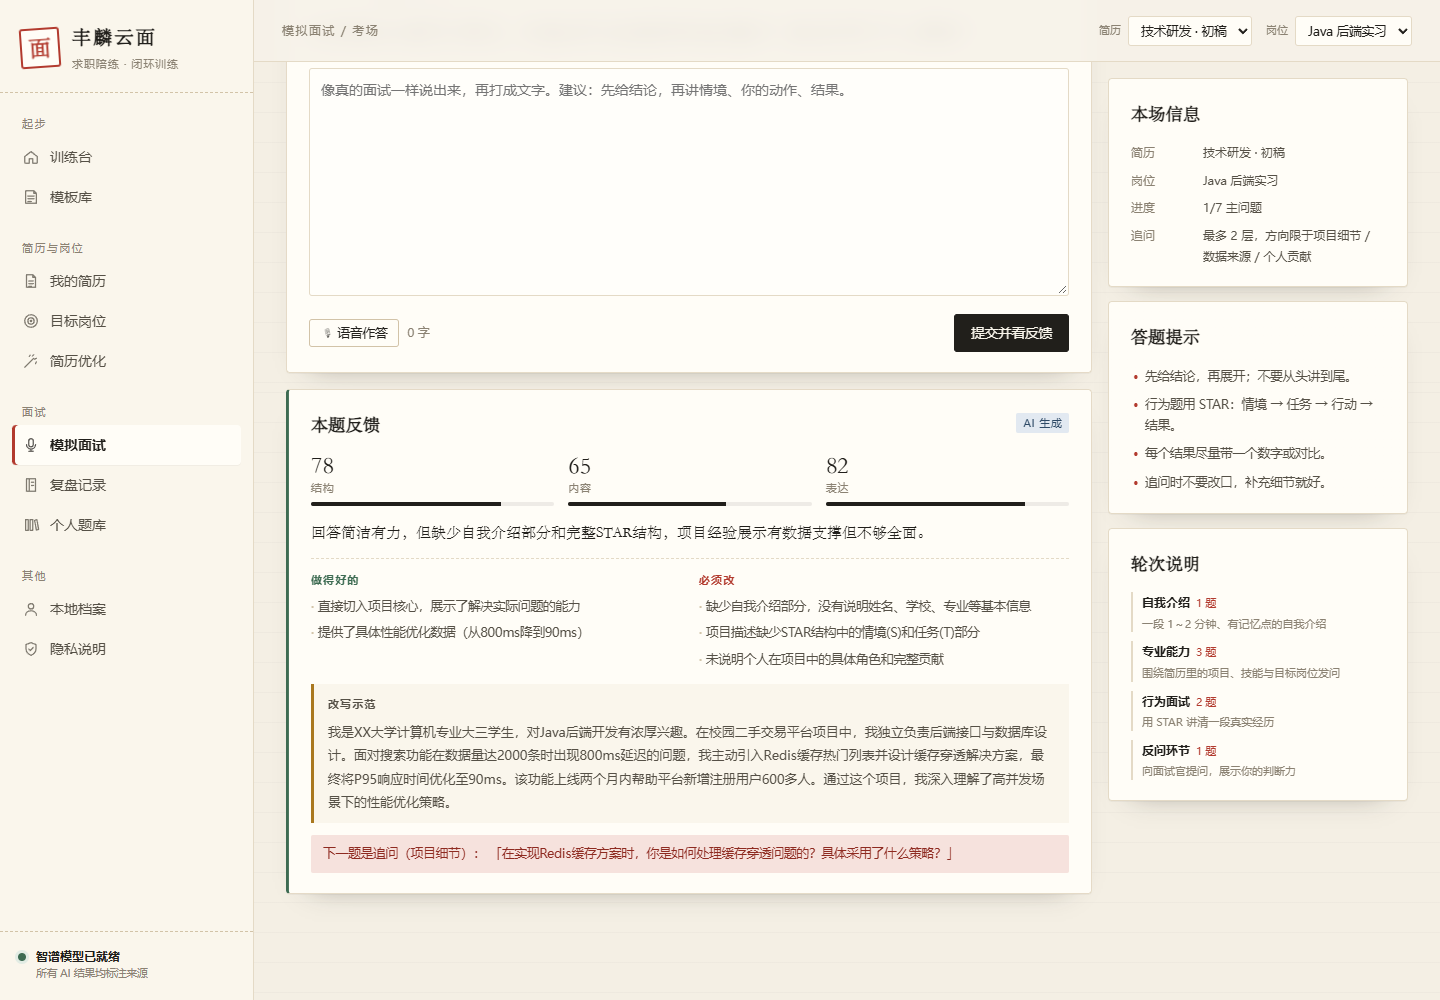 面
丰麟云面
求职陪练 · 闭环训练
起步
训练台
模板库
简历与岗位
我的简历
目标岗位
简历优化
面试
模拟面试
复盘记录
个人题库
其他
本地档案
隐私说明
智谱模型已就绪
所有 AI 结果均标注来源
模拟面试 / 考场
简历
技术研发 · 初稿
岗位
Java 后端实习
像真的面试一样说出来，再打成文字。建议：先给结论，再讲情境、你的动作、结果。
语音作答
0 字
提交并看反馈
本题反馈
AI 生成
78
结构
65
内容
82
表达
回答简洁有力，但缺少自我介绍部分和完整STAR结构，项目经验展示有数据支撑但不够全面。
做得好的
· 直接切入项目核心，展示了解决实际问题的能力
· 提供了具体性能优化数据（从800ms降到90ms）
必须改
· 缺少自我介绍部分，没有说明姓名、学校、专业等基本信息
· 项目描述缺少STAR结构中的情境(S)和任务(T)部分
· 未说明个人在项目中的具体角色和完整贡献
改写示范
我是XX大学计算机专业大三学生，对Java后端开发有浓厚兴趣。在校园二手交易平台项目中，我独立负责后端接口与数据库设
计。面对搜索功能在数据量达2000条时出现800ms延迟的问题，我主动引入Redis缓存热门列表并设计缓存穿透解决方案，最
终将P95响应时间优化至90ms。该功能上线两个月内帮助平台新增注册用户600多人。通过这个项目，我深入理解了高并发场
景下的性能优化策略。
下一题是追问（项目细节）：「在实现Redis缓存方案时，你是如何处理缓存穿透问题的？具体采用了什么策略？」
本场信息
简历 技术研发 · 初稿
岗位 Java 后端实习
进度 1/7 主问题
追问 最多 2 层，方向限于项目细节 /
数据来源 / 个人贡献
答题提示
• 先给结论，再展开；不要从头讲到尾。
• 行为题用 STAR：情境 → 任务 → 行动 →
结果。
• 每个结果尽量带一个数字或对比。
• 追问时不要改口，补充细节就好。
轮次说明
自我介绍 1 题
一段 1～2 分钟、有记忆点的自我介绍
专业能力 3 题
围绕简历里的项目、技能与目标岗位发问
行为面试 2 题
用 STAR 讲清一段真实经历
反问环节 1 题
向面试官提问，展示你的判断力